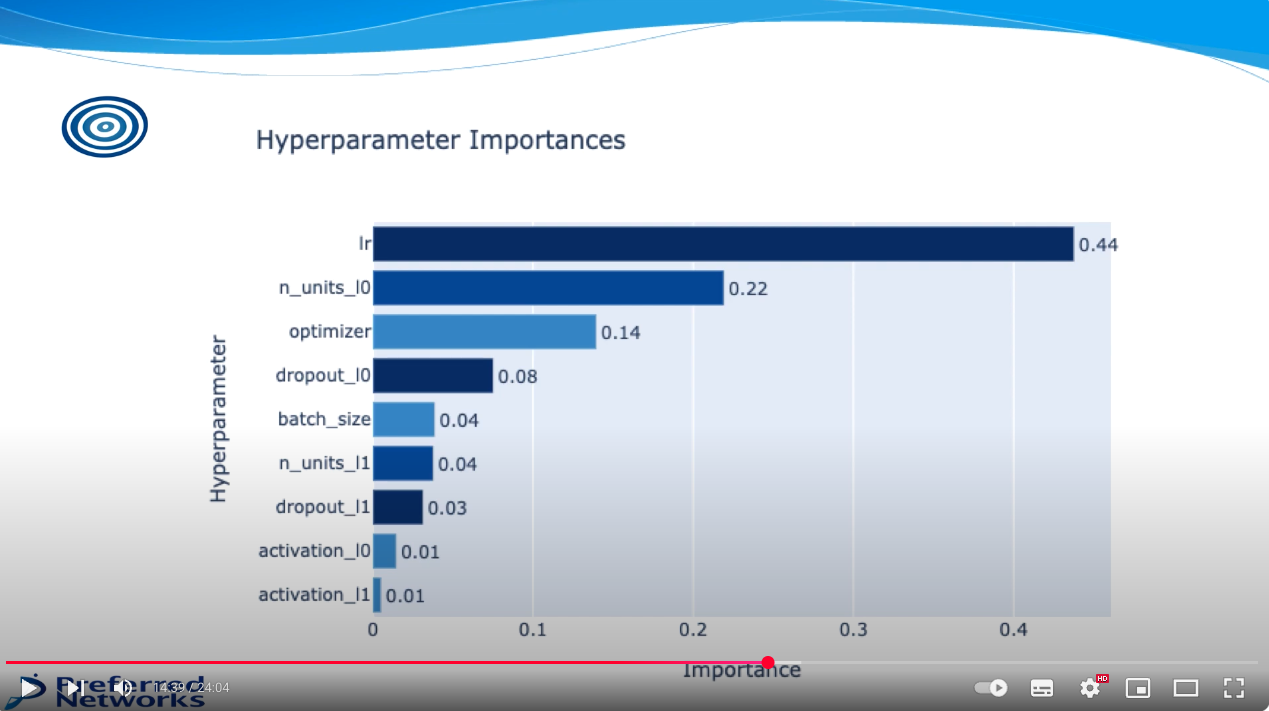 Hyperparameter Importances
Hyperparameter
lr
0.44
n_units_l0
0.22
optimizer
0.14
dropout_l0
0.08
batch_size
0.04
n_units_l1
0.04
dropout_l1
0.03
activation_l0
0.01
activation_l1
0.01
0 0.1 0.2 0.3 0.4
Importance
Preferred
Networks
14:39 / 24:04
HD